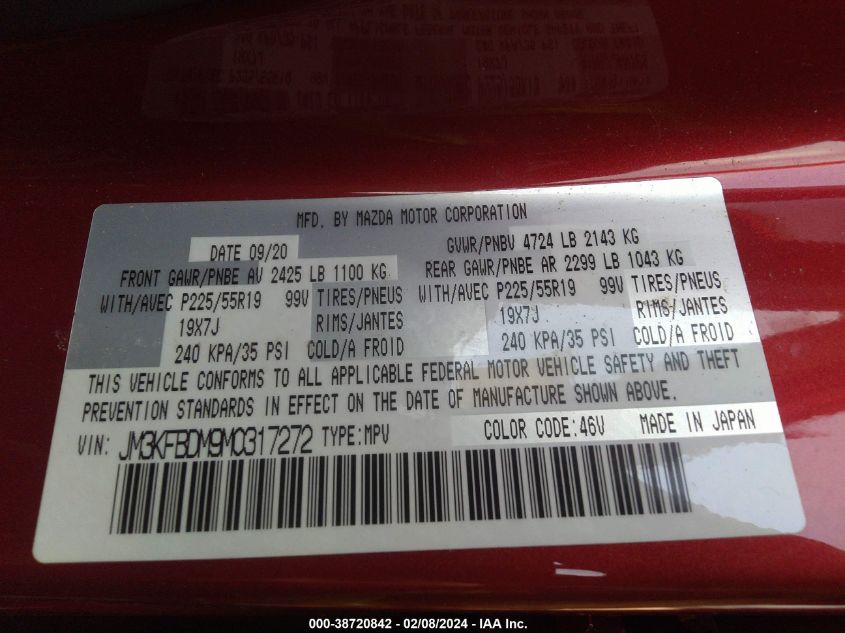 MFD. BY MAZDA MOTOR CORPORATION
DATE 09/20 GVWR/PNBV 4724 LB 2143 KG
FRONT GAWR/PNBE AV 2425 LB 1100 KG REAR GAWR/PNBE AR 2299 LB 1043 KG
WITH/AVEC P225/55R19 99V TIRES/PNEUS WITH/AVEC P225/55R19 99V TIRES/PNEUS
19X7J RIMS/JANTES 19X7J RIMS/JANTES
240 KPA/35 PSI COLD/A FROID 240 KPA/35 PSI COLD/A FROID
THIS VEHICLE CONFORMS TO ALL APPLICABLE FEDERAL MOTOR VEHICLE SAFETY AND THEFT
PREVENTION STANDARDS IN EFFECT ON THE DATE OF MANUFACTURE SHOWN ABOVE.
VIN: JM3KFBDM9M0317272 TYPE:MPV COLOR CODE:46V MADE IN JAPAN
000-38720842 - 02/08/2024 - IAA Inc.